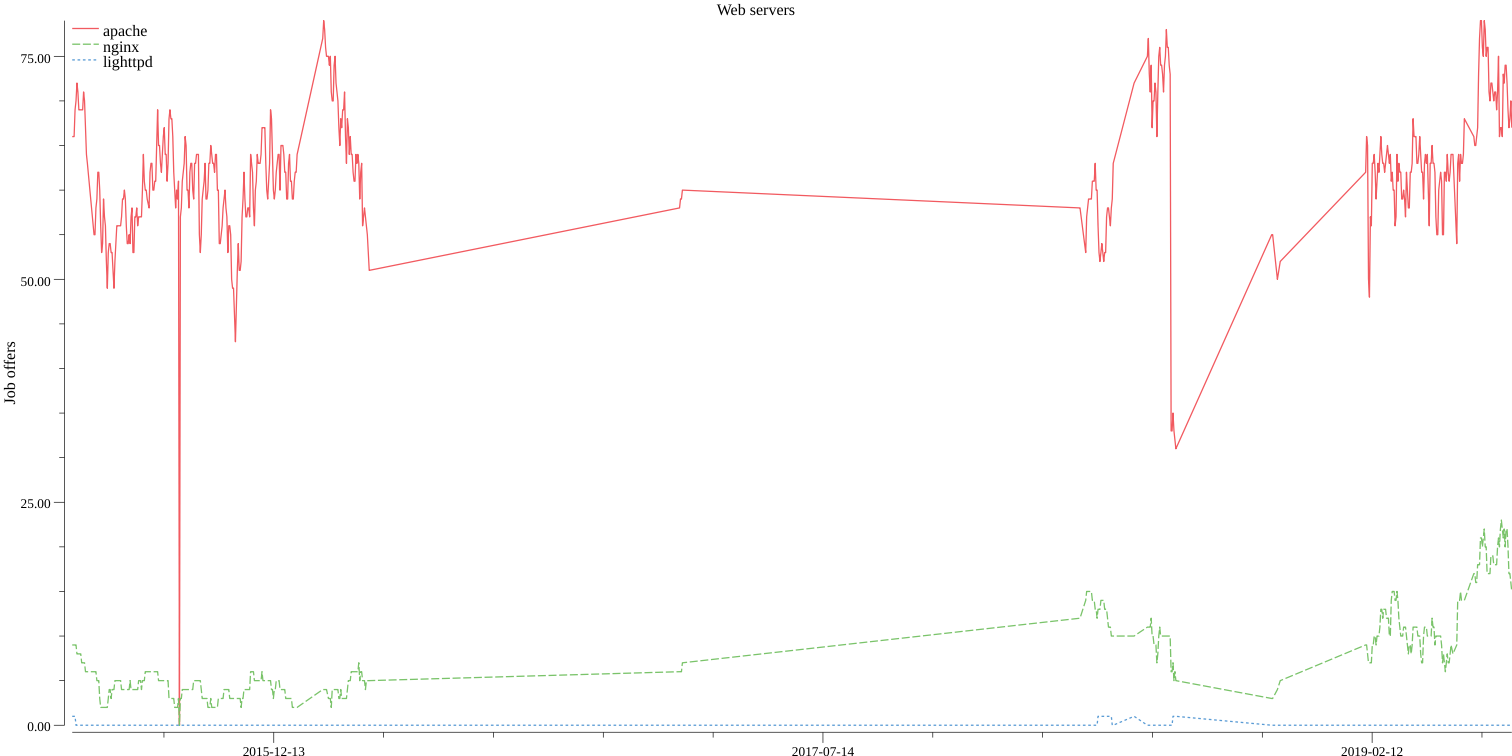 Web servers
apache
nginx
lighttpd
75.00
50.00
25.00
0.00
Job offers
2015-12-13
2017-07-14
2019-02-12